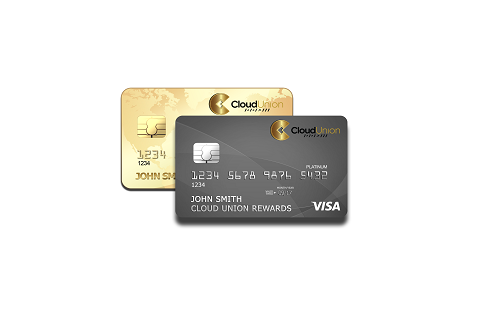 CloudUnion
1234
1234
JOHN SMITH
CloudUnion
PLATINUM
1234 5678 9876 5432
1234
JOHN SMITH
CLOUD UNION REWARDS
VISA